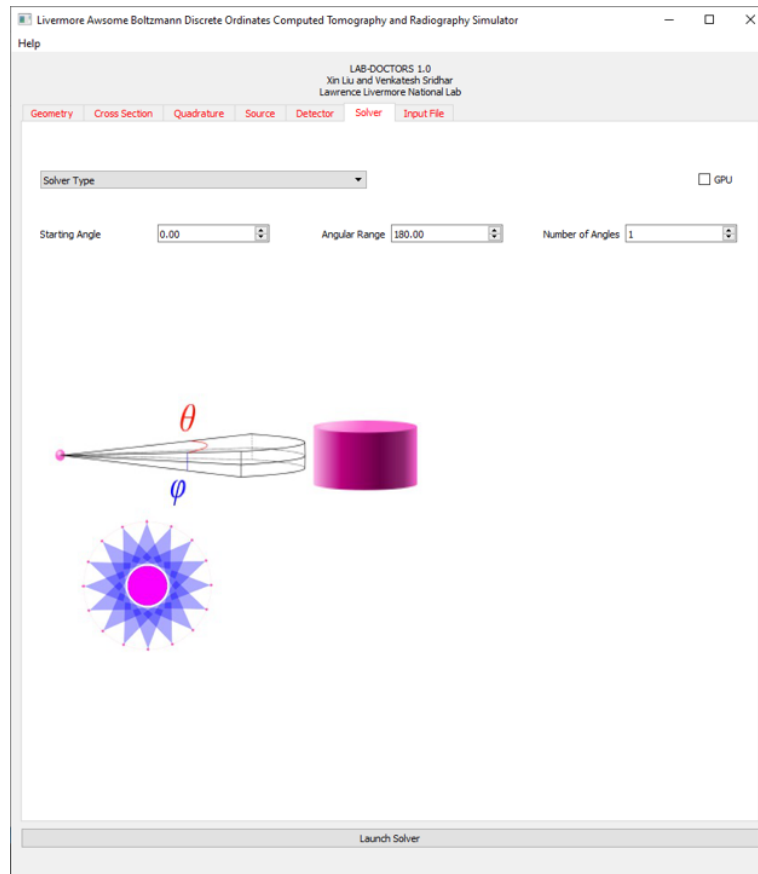 Livermore Awsome Boltzmann Discrete Ordinates Computed Tomography and Radiography Simulator
Help
LAB-DOCTORS 1.0
Xin Liu and Venkatesh Sridhar
Lawrence Livermore National Lab
Geometry Cross Section Quadrature Source Detector Solver Input File
Solver Type GPU
Starting Angle 0.00 Angular Range 180.00 Number of Angles 1
θ
φ
Launch Solver